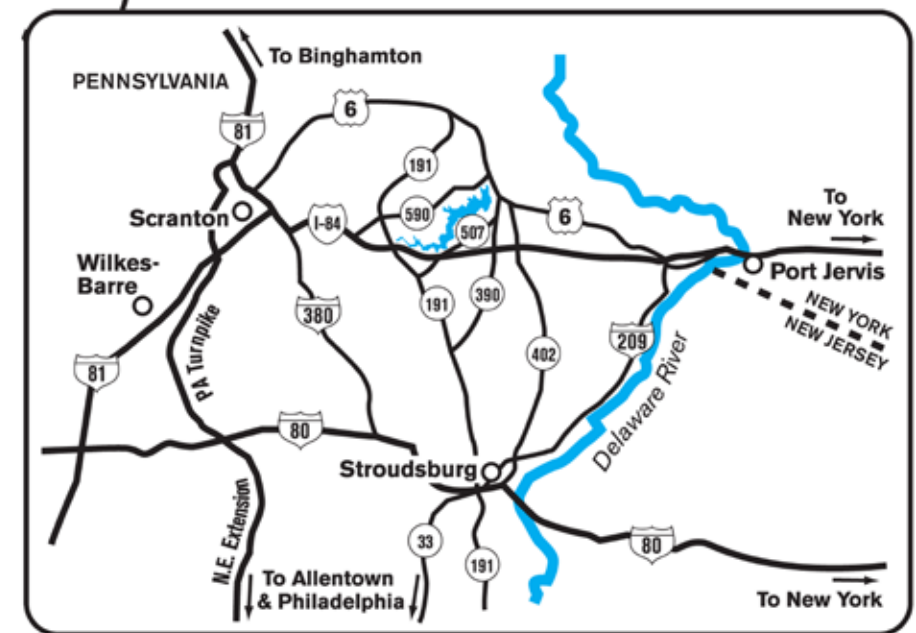 To Binghamton
PENNSYLVANIA
6
81
191
To
New York
Scranton
I-84
590
6
507
Wilkes-
Barre
Port Jervis
380
191
390
NEW YORK
NEW JERSEY
PA Turnpike
209
402
81
Delaware River
80
Stroudsburg
N.E. Extension
33
80
191
To Allentown
& Philadelphia
To New York